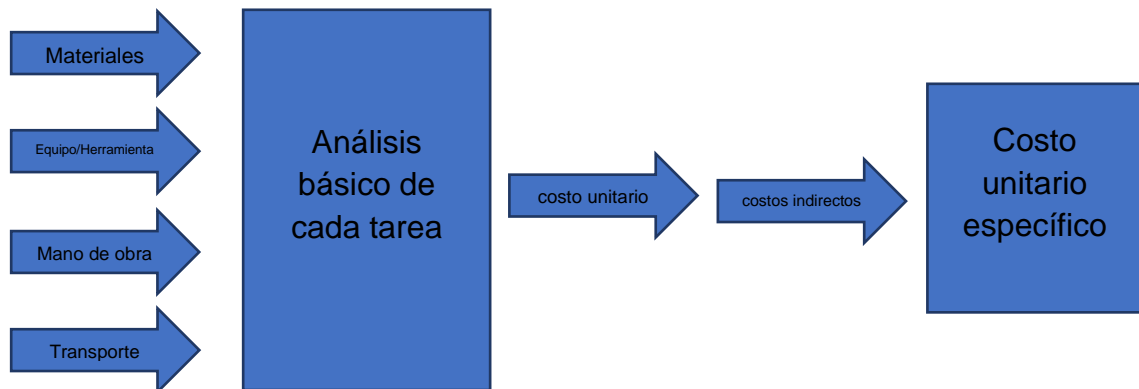 Materiales
Equipo/Herramienta
Mano de obra
Transporte
Análisis
básico de
cada tarea
costo unitario
costos indirectos
Costo
unitario
específico